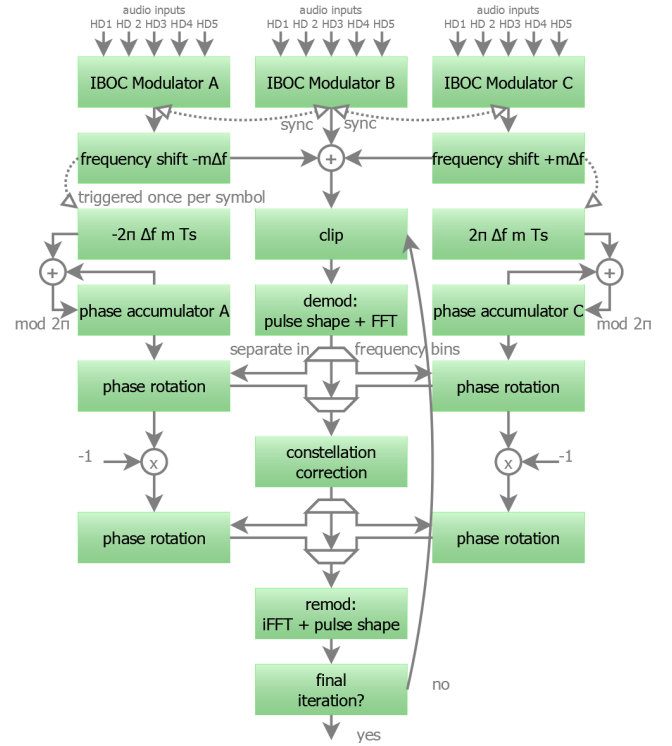 audio inputs audio inputs audio inputs
HD1 HD 2 HD3 HD4 HD5 HD1 HD 2 HD3 HD4 HD5 HD1 HD 2 HD3 HD4 HD5
IBOC Modulator A IBOC Modulator B IBOC Modulator C
sync sync
frequency shift -mΔf + frequency shift +mΔf
triggered once per symbol
-2π Δf m Ts clip 2π Δf m Ts
+ +
phase accumulator A demod: phase accumulator C
pulse shape + FFT
mod 2π mod 2π
separate in frequency bins
phase rotation phase rotation
constellation
correction
-1 x x -1
phase rotation phase rotation
remod:
iFFT + pulse shape
final
iteration?
no
yes